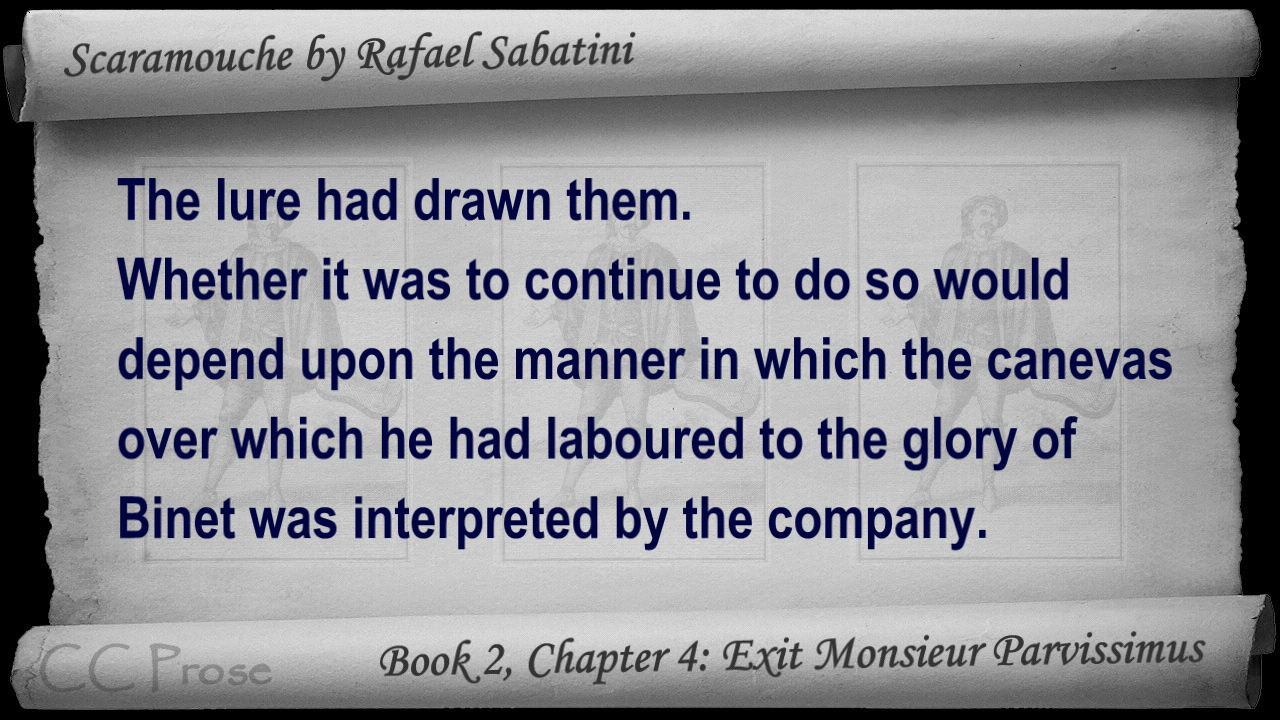 Scaramouche by Rafael Sabatini
The lure had drawn them.
Whether it was to continue to do so would
depend upon the manner in which the canevas
over which he had laboured to the glory of
Binet was interpreted by the company.
CC Prose
Book 2, Chapter 4: Exit Monsieur Parvissimus